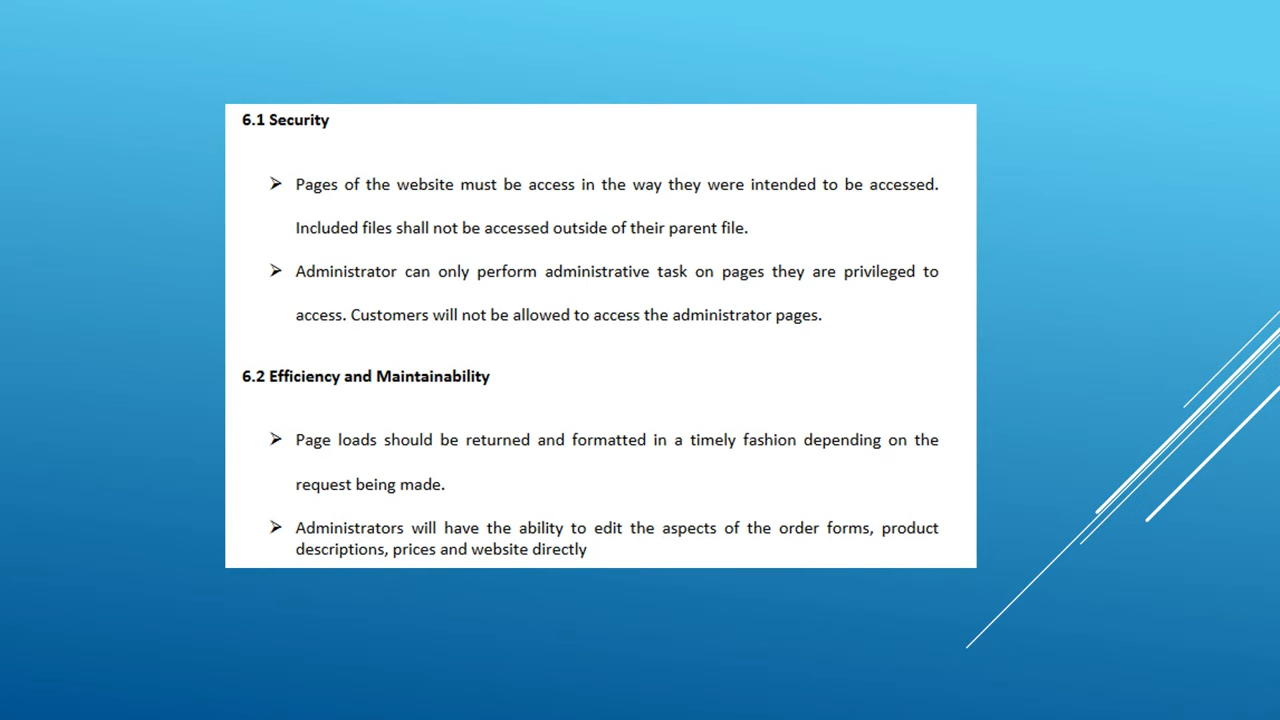 6.1 Security
➢ Pages of the website must be access in the way they were intended to be accessed.
Included files shall not be accessed outside of their parent file.
➢ Administrator can only perform administrative task on pages they are privileged to
access. Customers will not be allowed to access the administrator pages.
6.2 Efficiency and Maintainability
➢ Page loads should be returned and formatted in a timely fashion depending on the
request being made.
➢ Administrators will have the ability to edit the aspects of the order forms, product
descriptions, prices and website directly